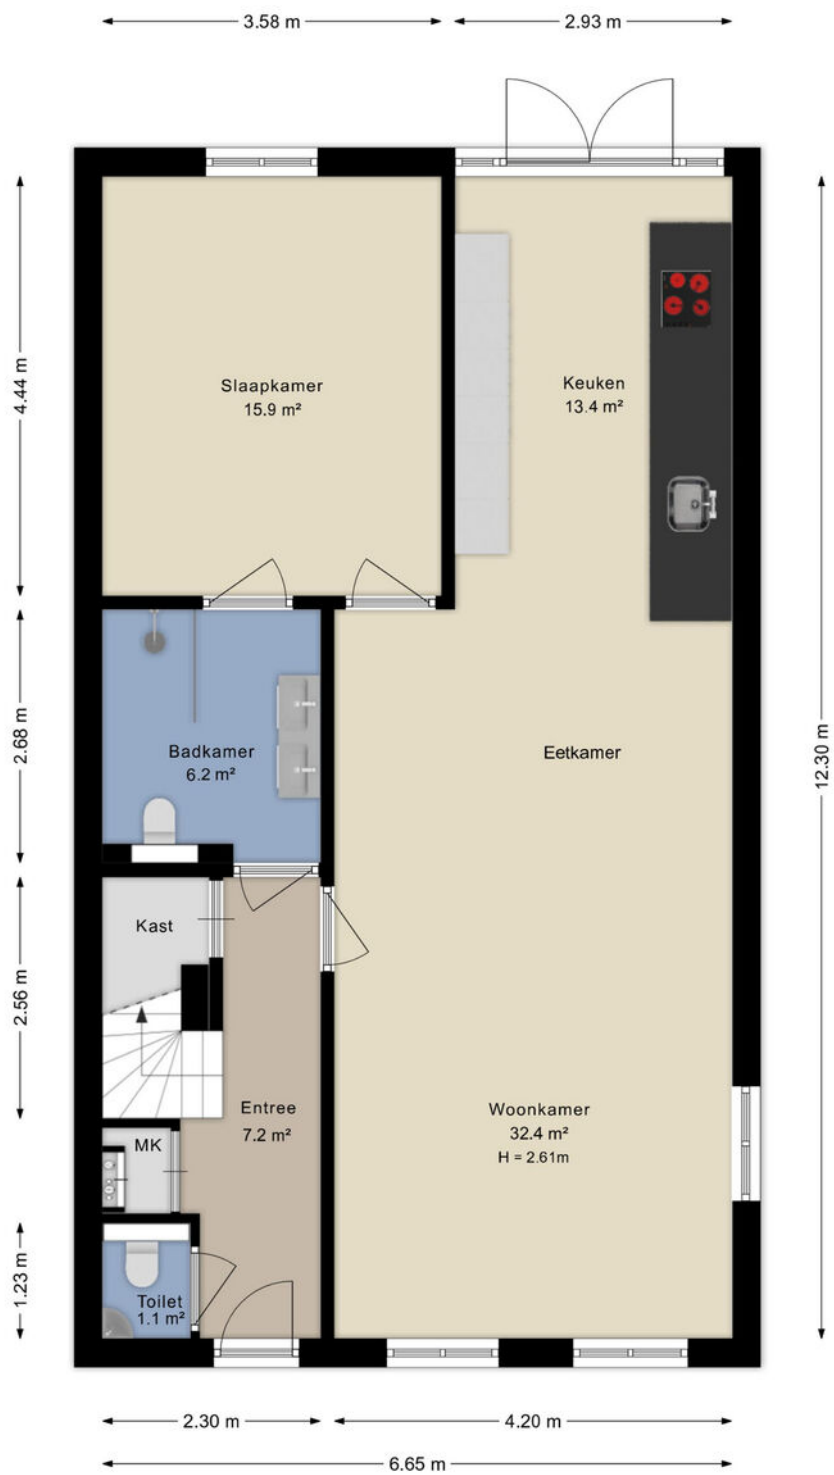 3.58 m
2.93 m
4.44 m
Slaapkamer
15.9 m²
Keuken
13.4 m²
2.68 m
Badkamer
6.2 m²
Eetkamer
12.30 m
Kast
2.56 m
Entree
7.2 m²
Woonkamer
32.4 m²
H = 2.61m
MK
1.23 m
Toilet
1.1 m²
2.30 m
4.20 m
6.65 m